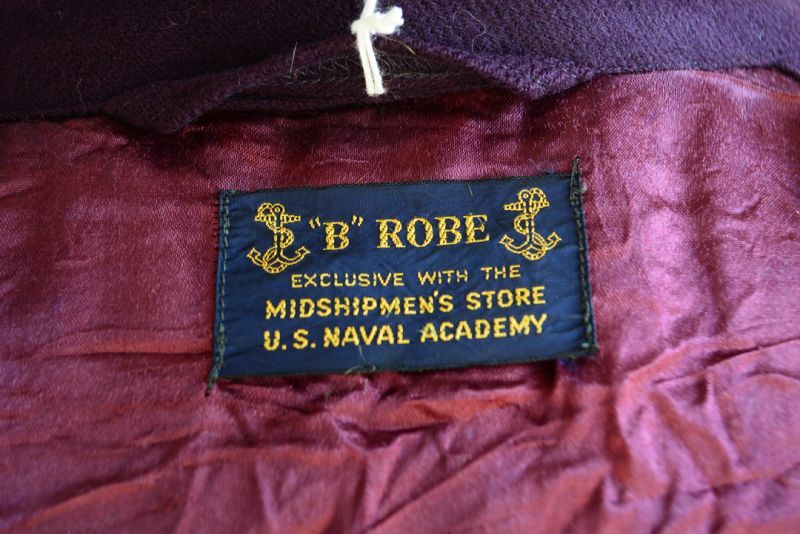 "B" ROBE
EXCLUSIVE WITH THE
MIDSHIPMEN'S STORE
U.S. NAVAL ACADEMY